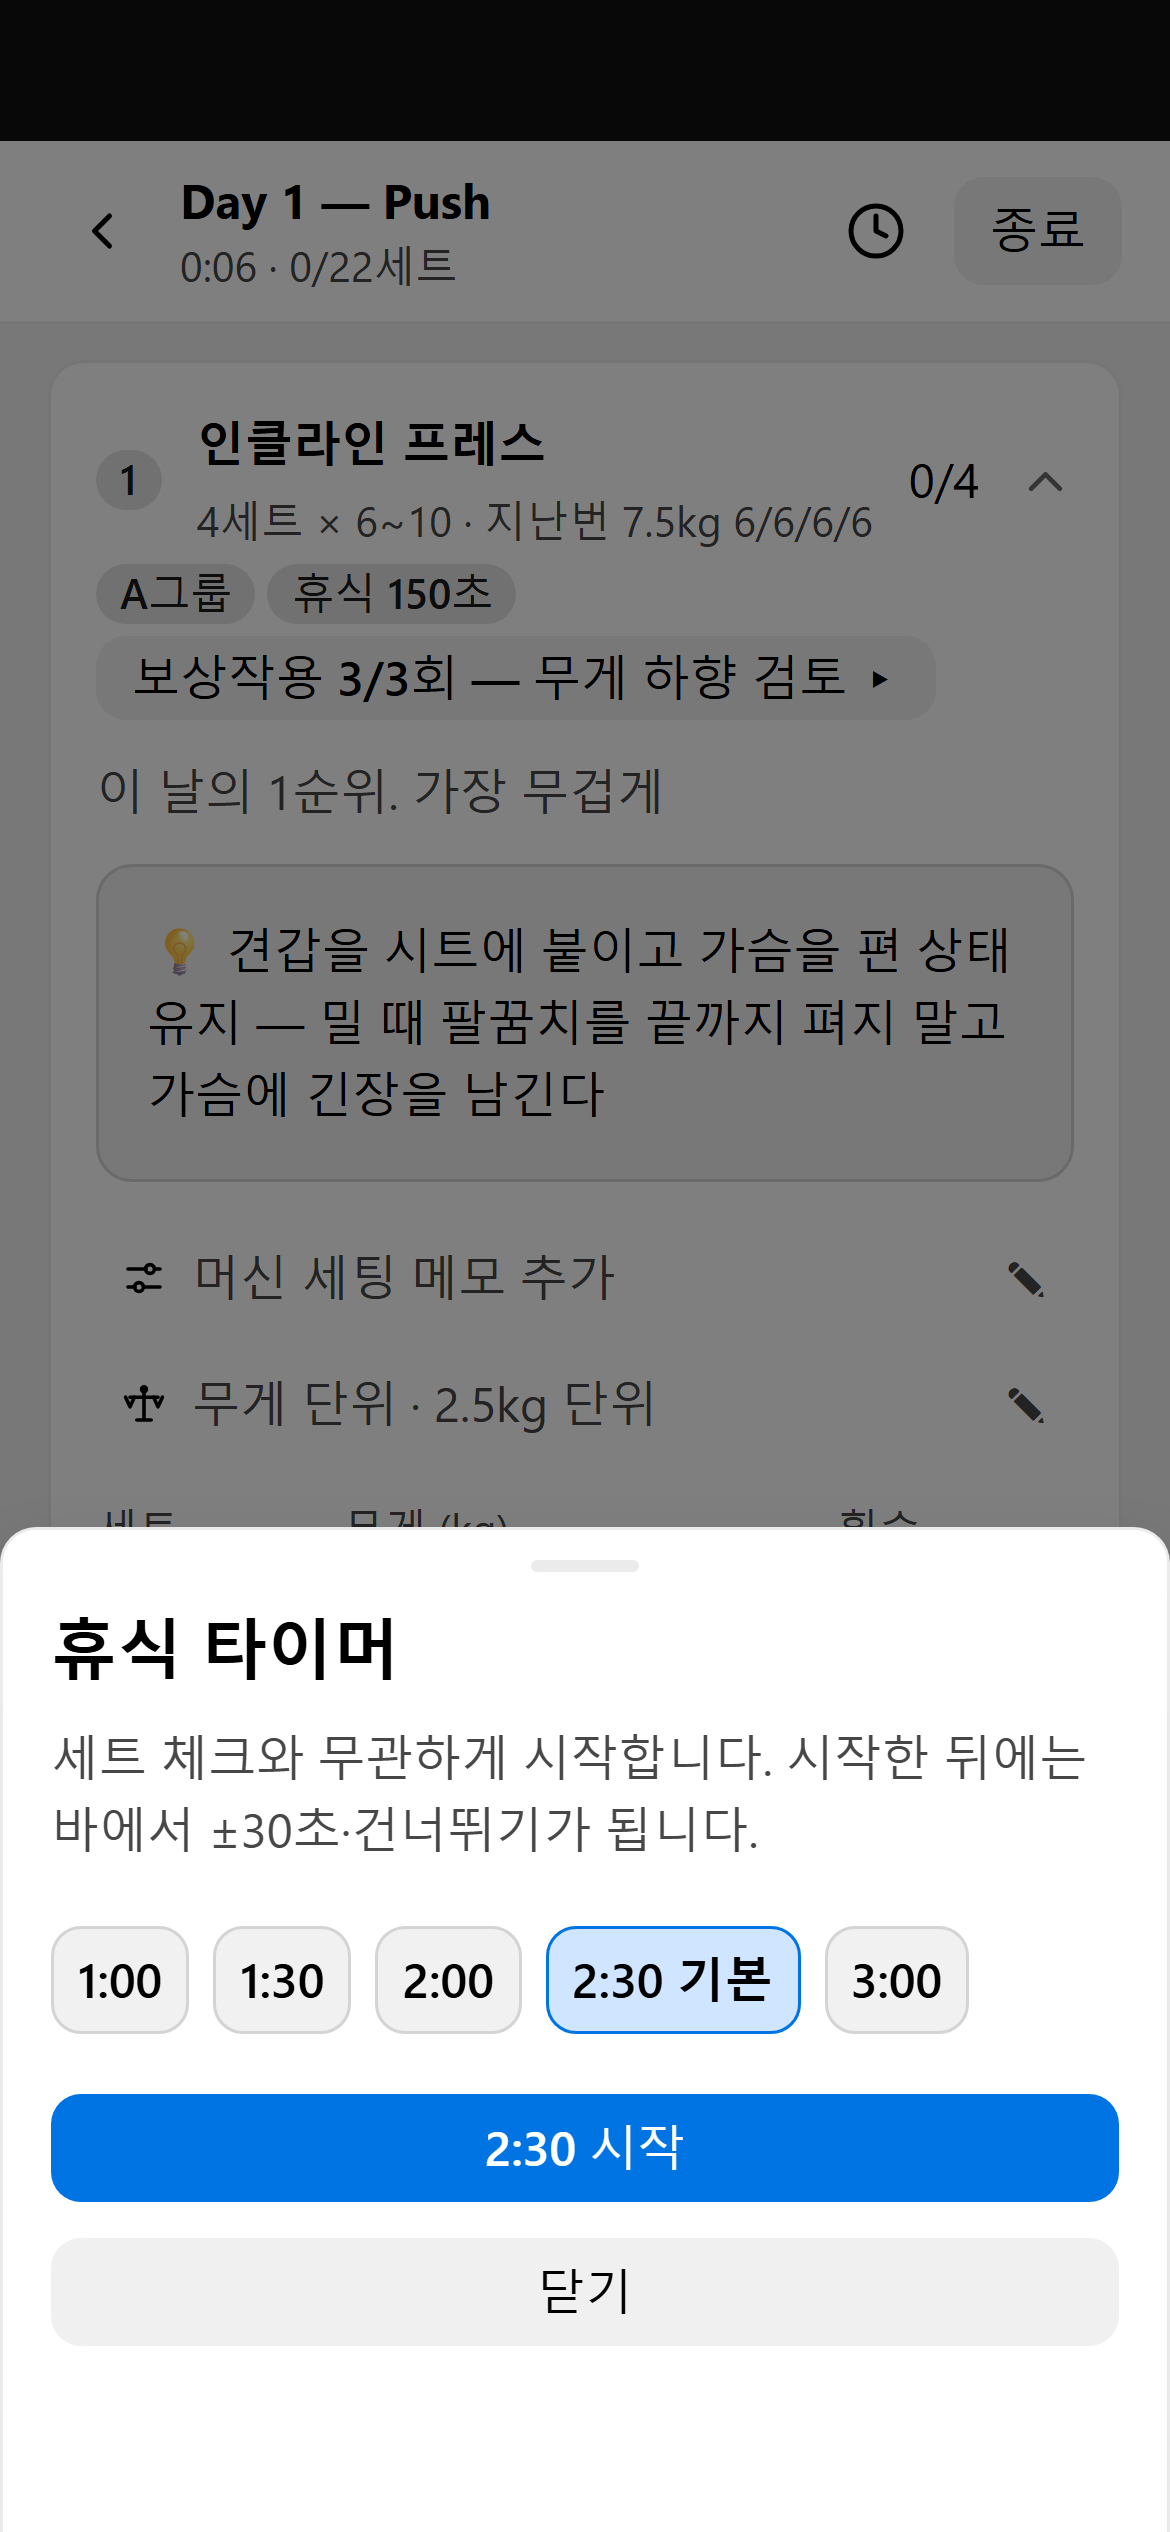 Day 1 — Push
0:06 · 0/22세트
종료
1
인클라인 프레스
4세트 × 6~10 · 지난번 7.5kg 6/6/6/6
0/4
A그룹
휴식 150초
보상작용 3/3회 — 무게 하향 검토 ▸
이 날의 1순위. 가장 무겁게
💡 견갑을 시트에 붙이고 가슴을 편 상태
유지 — 밀 때 팔꿈치를 끝까지 펴지 말고
가슴에 긴장을 남긴다
머신 세팅 메모 추가
무게 단위 · 2.5kg 단위
세트 무게 (kg) 횟수
휴식 타이머
세트 체크와 무관하게 시작합니다. 시작한 뒤에는
바에서 ±30초·건너뛰기가 됩니다.
1:00
1:30
2:00
2:30 기본
3:00
2:30 시작
닫기